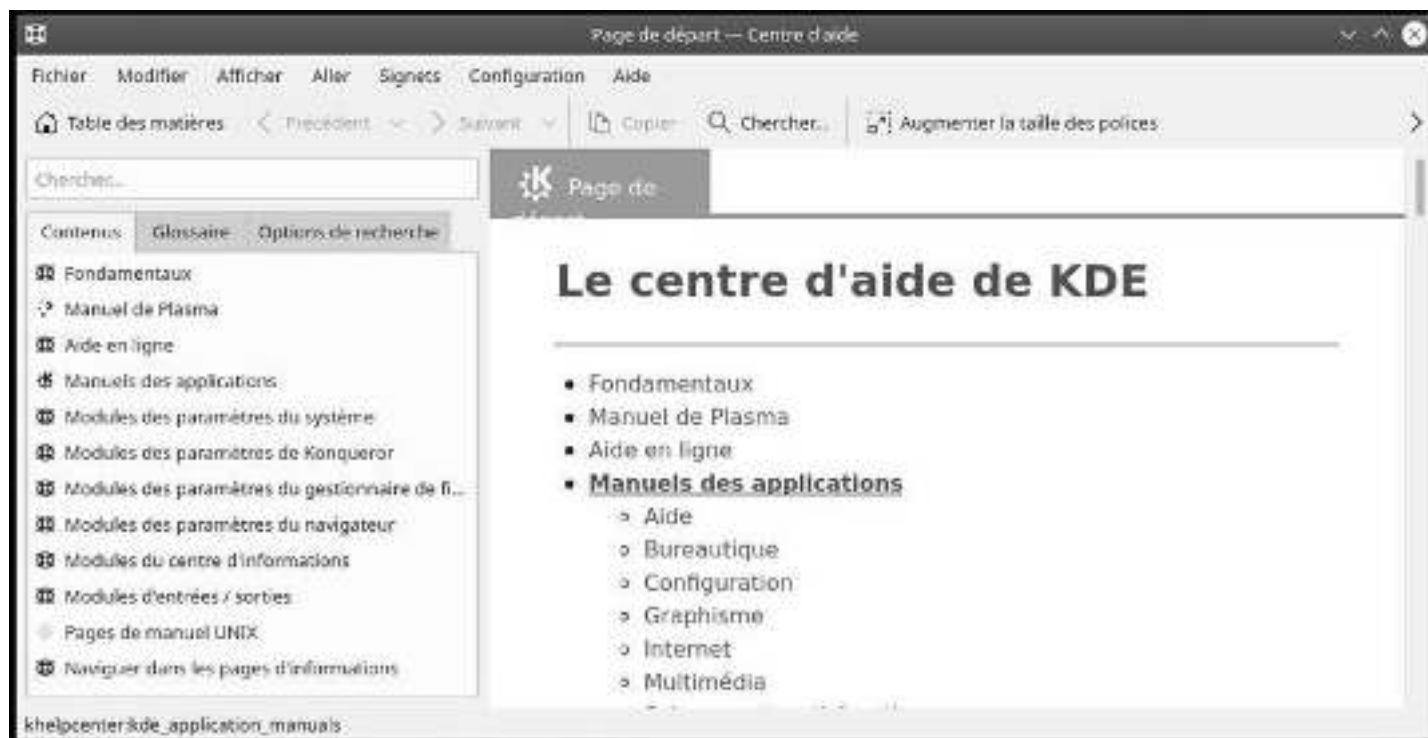 Page de départ — Centre d'aide
Fichier Modifier Afficher Aller Signets Configuration Aide
Table des matières Précédent Suivant Copier Chercher... Augmenter la taille des polices
Chercher...
Page de
Contenus Glossaire Options de recherche
Fondamentaux
Manuel de Plasma
Aide en ligne
Manuels des applications
Modules des paramètres du système
Modules des paramètres de Konqueror
Modules des paramètres du gestionnaire de fi...
Modules des paramètres du navigateur
Modules du centre d'informations
Modules d'entrées / sorties
Pages de manuel UNIX
Naviguer dans les pages d'informations
Le centre d'aide de KDE
Fondamentaux
Manuel de Plasma
Aide en ligne
Manuels des applications
Aide
Bureautique
Configuration
Graphisme
Internet
Multimédia
khelpcenter:kde_application_manuals